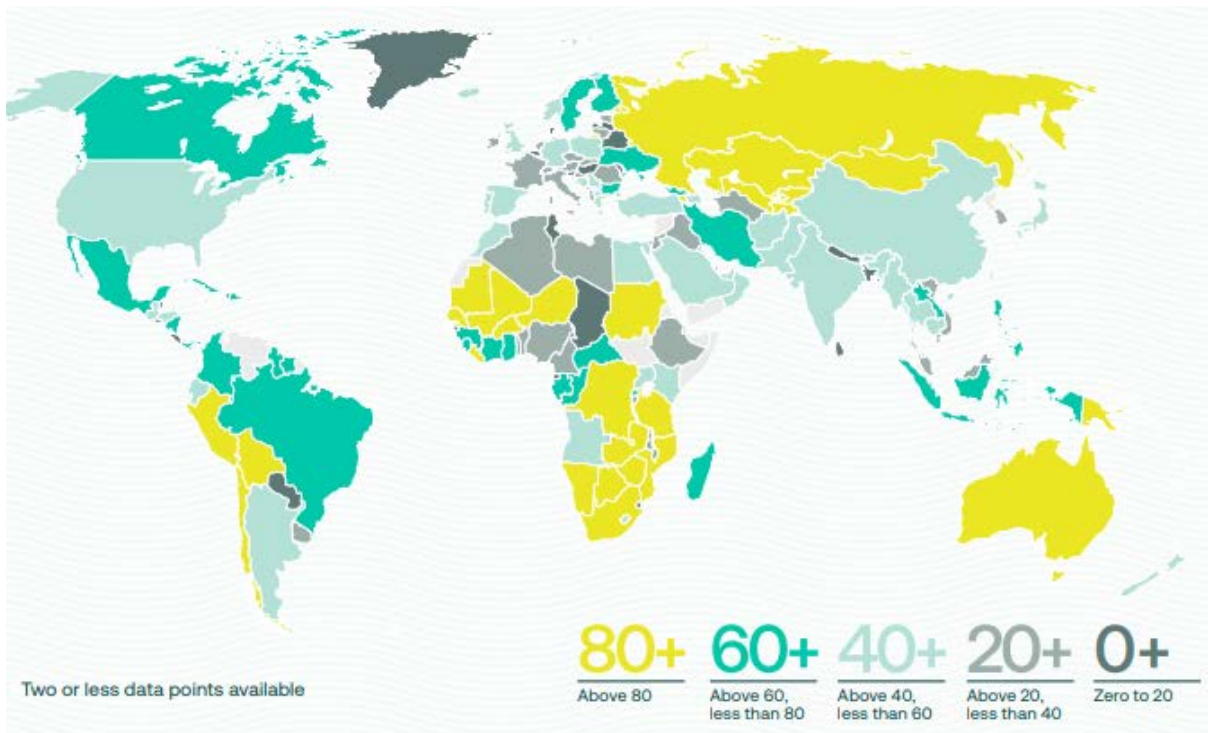 80+ 60+ 40+ 20+ 0+
Two or less data points available
Above 80
Above 60,
less than 80
Above 40,
less than 60
Above 20,
less than 40
Zero to 20